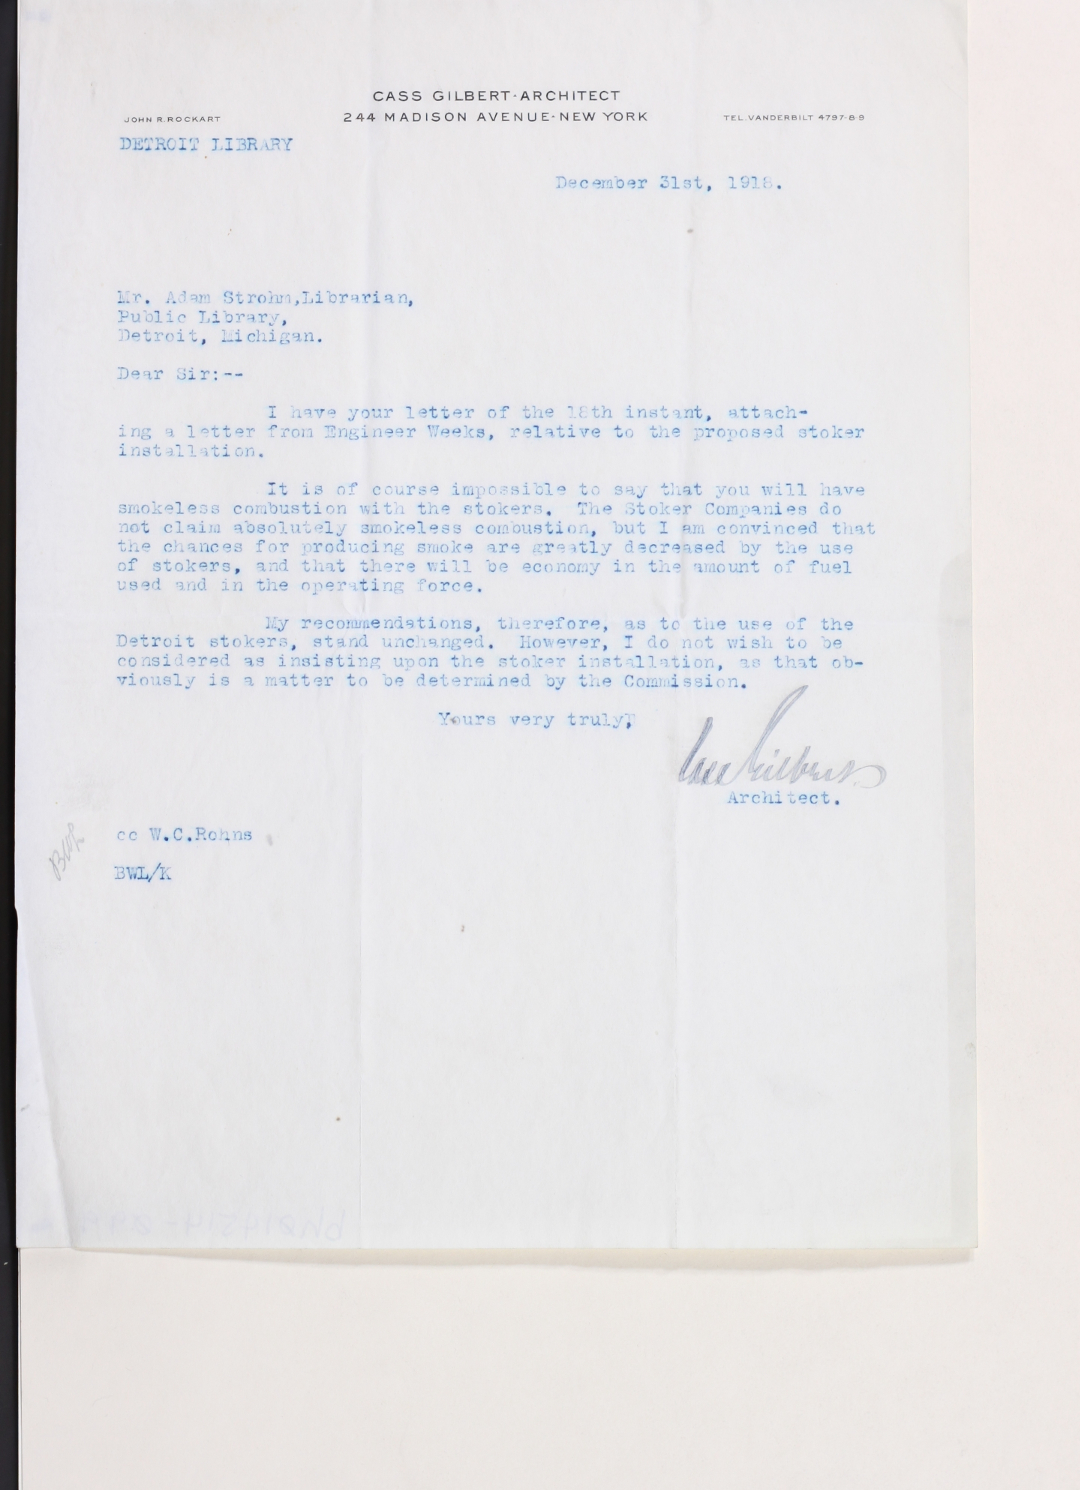 CASS GILBERT-ARCHITECT
JOHN R. ROCKART 244 MADISON AVENUE-NEW YORK TEL. VANDERBILT 4797-8-9
DETROIT LIBRARY
December 31st, 1918.
Mr. Adam Strohm,Librarian,
Public Library,
Detroit, Michigan.
Dear Sir:--
I have your letter of the 18th instant, attach-
ing a letter from Engineer Weeks, relative to the proposed stoker
installation.
It is of course impossible to say that you will have
smokeless combustion with the stokers. The Stoker Companies do
not claim absolutely smokeless combustion, but I am convinced that
the chances for producing smoke are greatly decreased by the use
of stokers, and that there will be economy in the amount of fuel
used and in the operating force.
My recommendations, therefore, as to the use of the
Detroit stokers, stand unchanged. However, I do not wish to be
considered as insisting upon the stoker installation, as that ob-
viously is a matter to be determined by the Commission.
Yours very truly,
Cass Gilbert
Architect.
cc W.C.Rohns
BWL
BWL/K